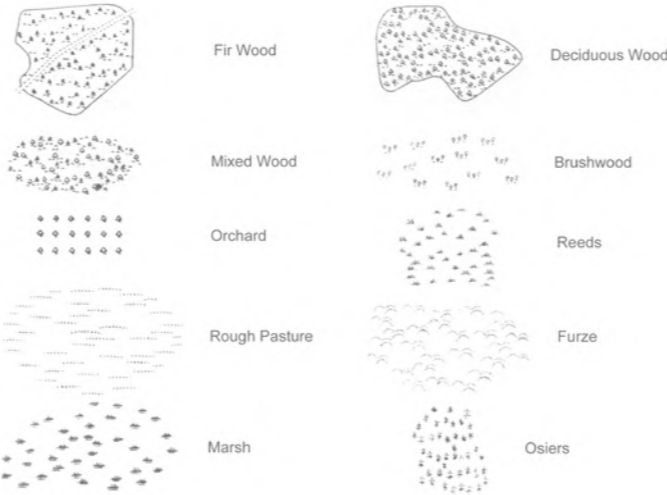 Fir Wood
Deciduous Wood
Mixed Wood
Brushwood
Orchard
Reeds
Rough Pasture
Furze
Marsh
Osiers